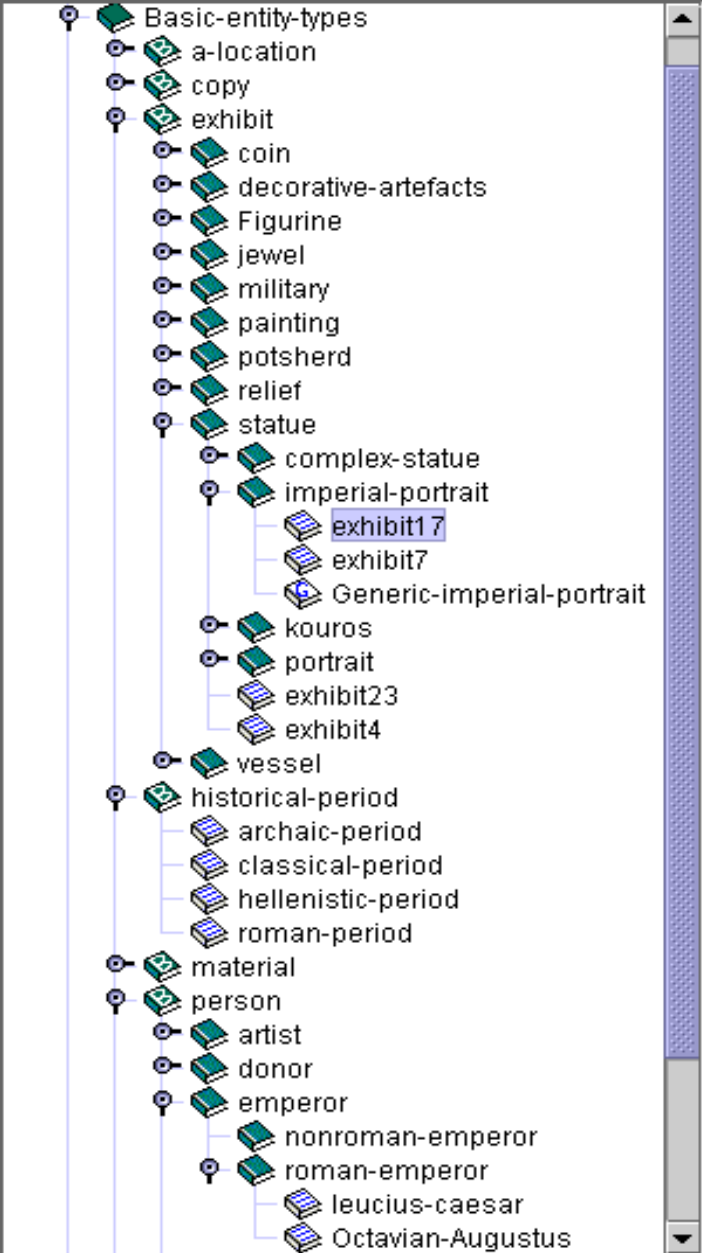 Basic-entity-types
a-location
copy
exhibit
coin
decorative-artefacts
Figurine
jewel
military
painting
potsherd
relief
statue
complex-statue
imperial-portrait
exhibit17
exhibit7
Generic-imperial-portrait
kouros
portrait
exhibit23
exhibit4
vessel
historical-period
archaic-period
classical-period
hellenistic-period
roman-period
material
person
artist
donor
emperor
nonroman-emperor
roman-emperor
leucius-caesar
Octavian-Augustus